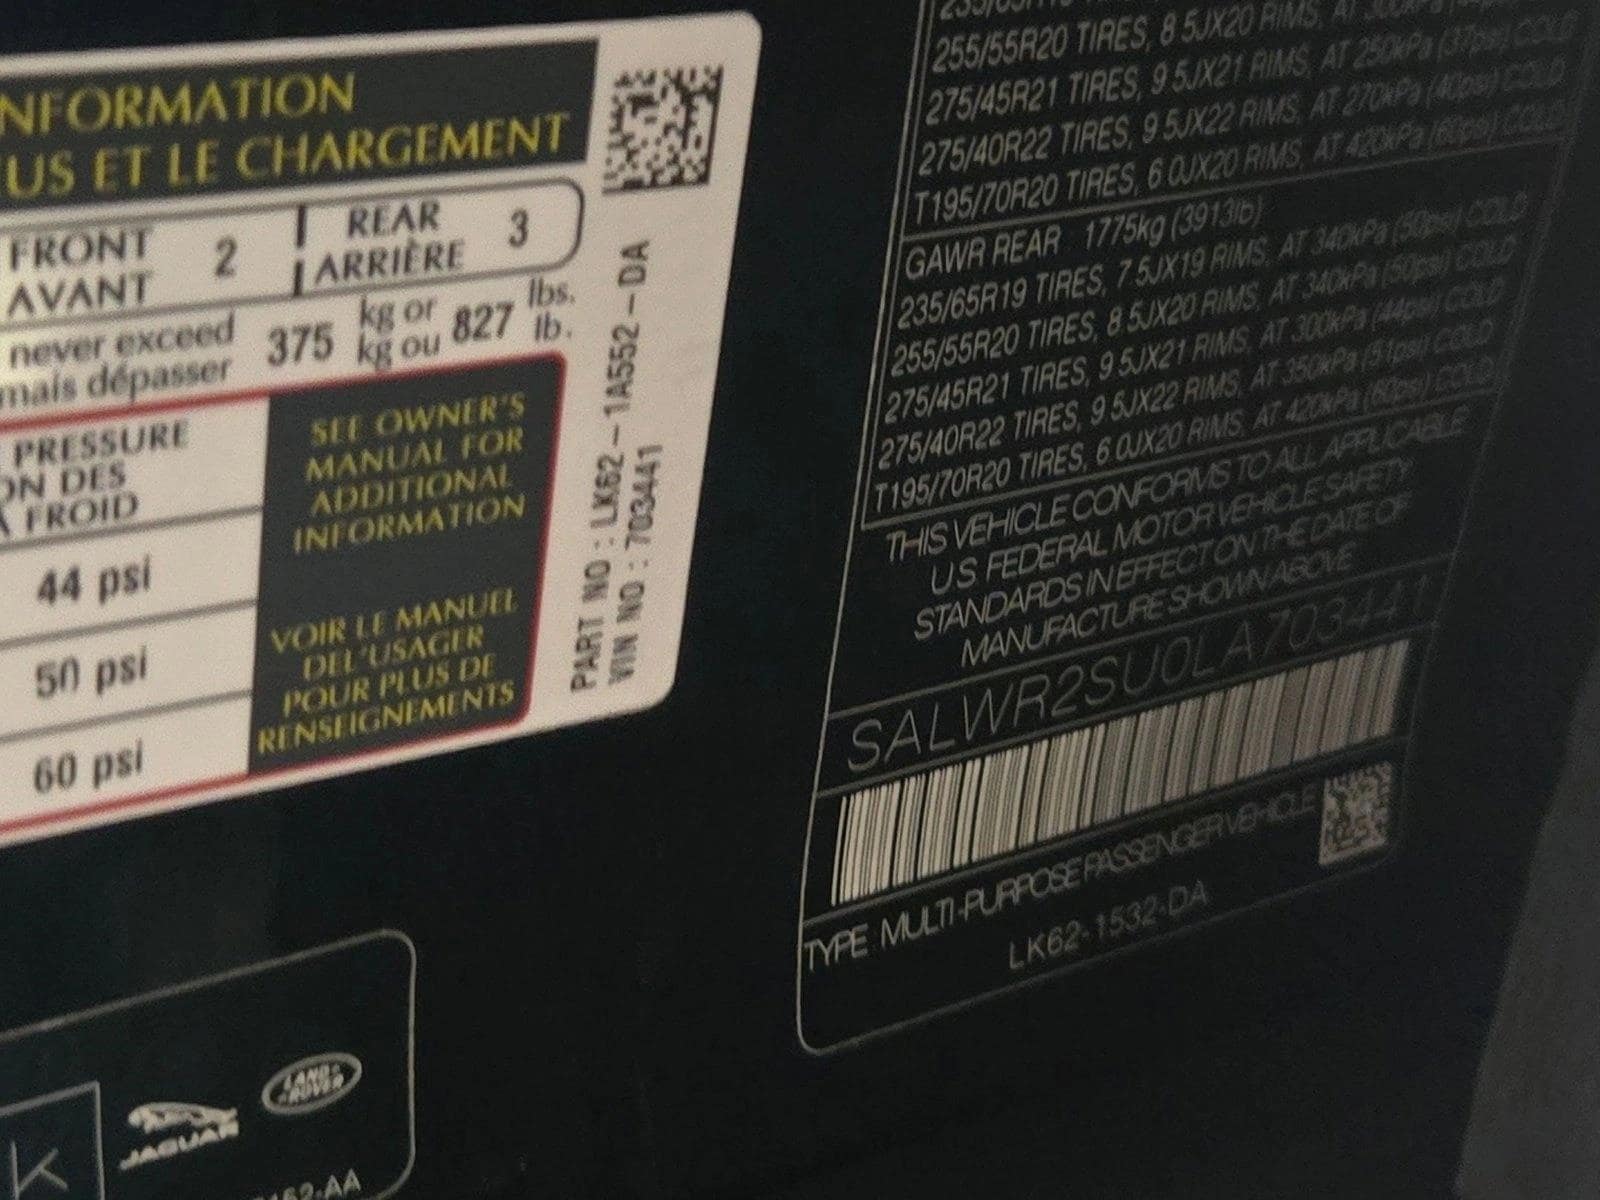 NFORMATION
US ET LE CHARGEMENT
FRONT 2 REAR 3
AVANT ARRIÈRE
never exceed 375 kg or 827 lbs.
mais dépasser kg ou lb.
PRESSURE
ON DES
À FROID
44 psi
50 psi
60 psi
SEE OWNER'S
MANUAL FOR
ADDITIONAL
INFORMATION
VOIR LE MANUEL
DEL'USAGER
POUR PLUS DE
RENSEIGNEMENTS
PART NO : LK62-1A552-DA
VIN NO : 703441
255/55R20 TIRES, 8.5JX20 RIMS, AT
275/45R21 TIRES, 9.5JX21 RIMS, AT 250kPa (37psi) COLD
275/40R22 TIRES, 9.5JX22 RIMS, AT 270kPa (40psi) COLD
T195/70R20 TIRES, 6.0JX20 RIMS, AT 420kPa (60psi) COLD
GAWR REAR 1775kg (3913lb)
235/65R19 TIRES, 7.5JX19 RIMS, AT 340kPa (50psi) COLD
255/55R20 TIRES, 8.5JX20 RIMS, AT 340kPa (50psi) COLD
275/45R21 TIRES, 9.5JX21 RIMS, AT 300kPa (44psi) COLD
275/40R22 TIRES, 9.5JX22 RIMS, AT 350kPa (51psi) COLD
T195/70R20 TIRES, 6.0JX20 RIMS, AT 420kPa (60psi) COLD
THIS VEHICLE CONFORMS TO ALL APPLICABLE
US FEDERAL MOTOR VEHICLE SAFETY
STANDARDS IN EFFECT ON THE DATE OF
MANUFACTURE SHOWN ABOVE
SALWR2SU0LA703441
TYPE: MULTI-PURPOSE PASSENGER VEHICLE
LK62-1532-DA
K
JAGUAR
LAND ROVER
152-AA